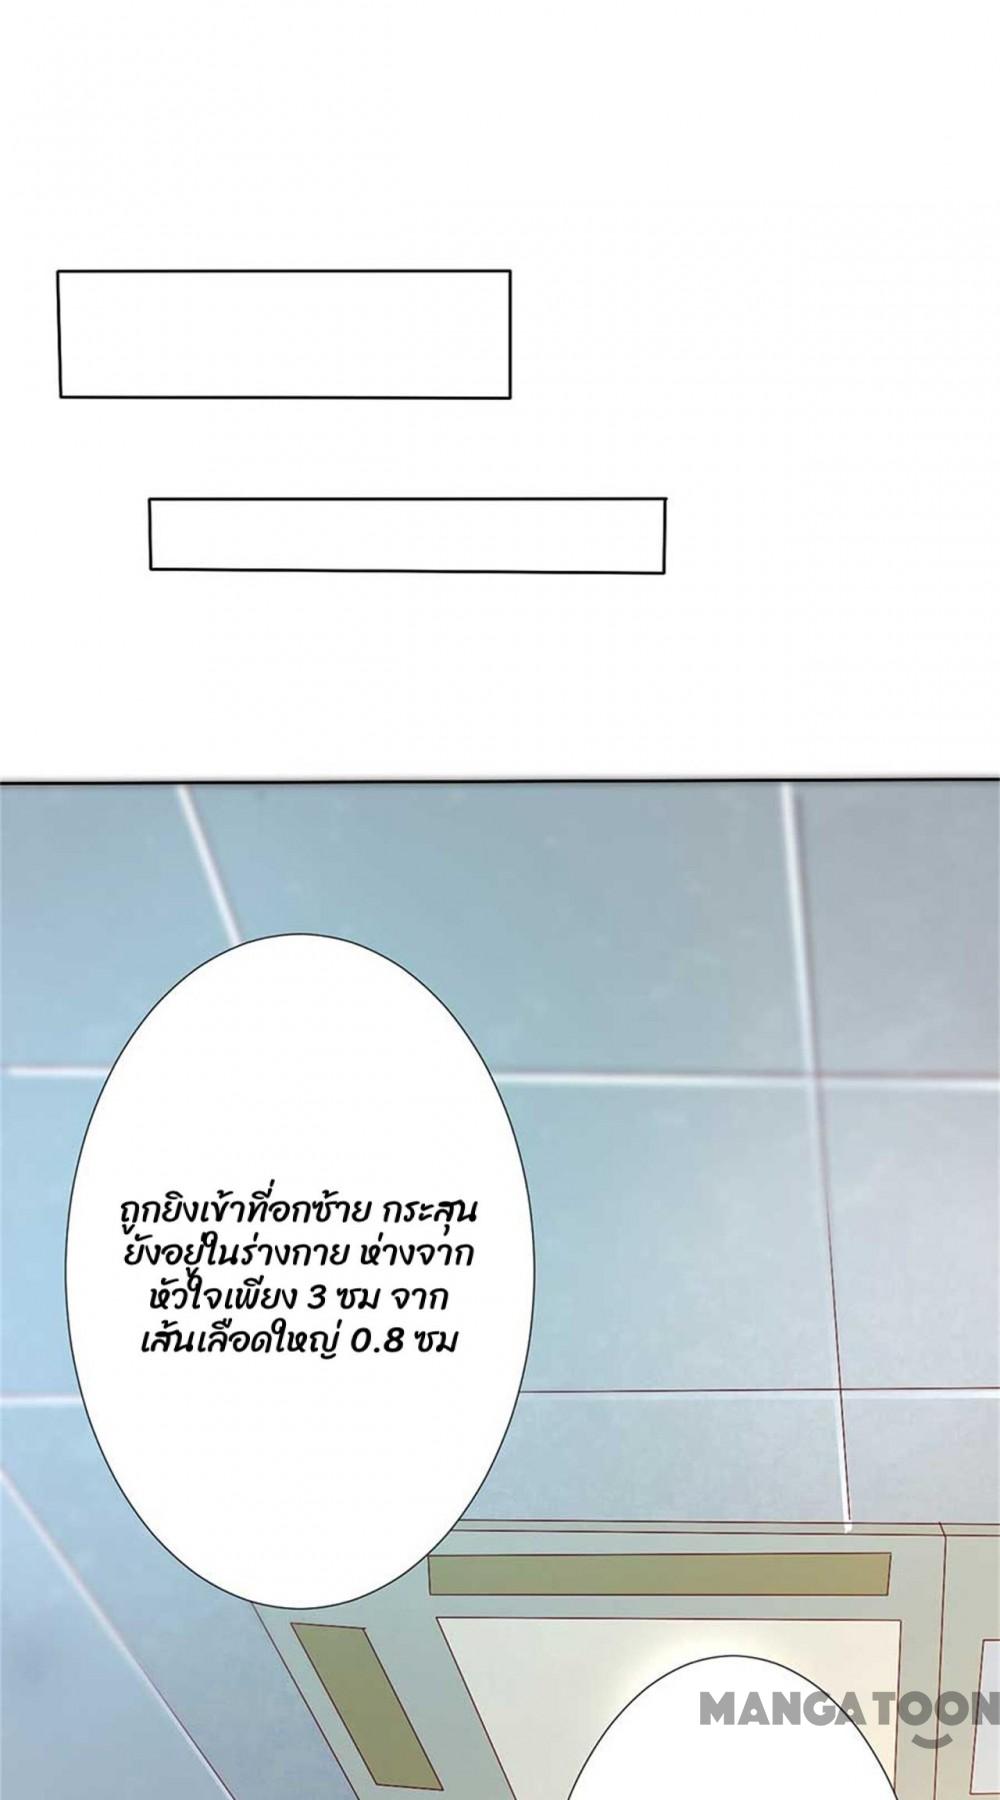 ถูกยิงเข้าที่อกซ้าย กระสุน
ยังอยู่ในร่างกาย ห่างจาก
หัวใจเพียง 3 ซม จาก
เส้นเลือดใหญ่ 0.8 ซม
MANGATOON